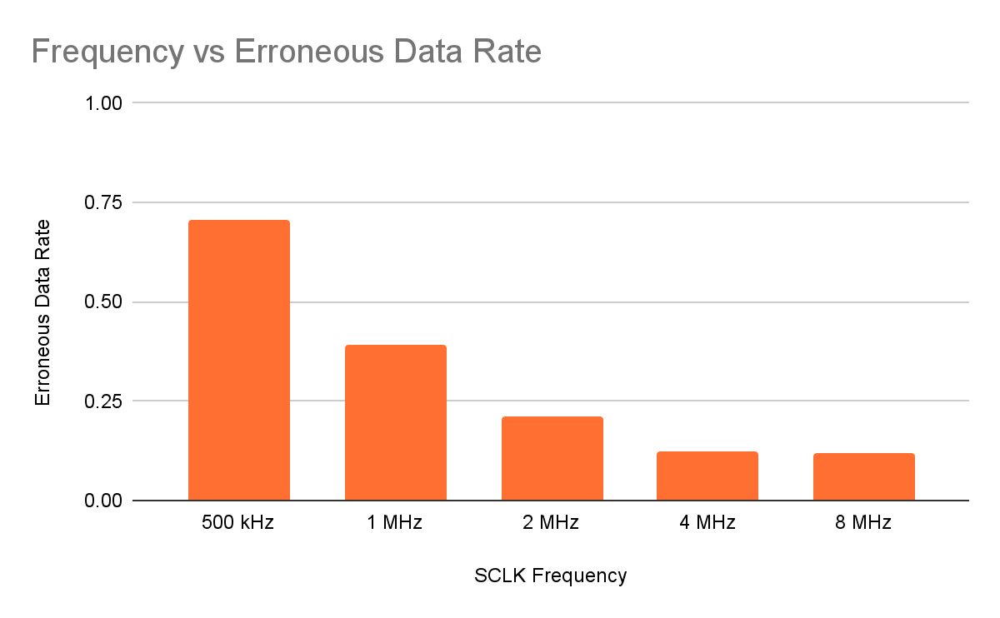 Frequency vs Erroneous Data Rate
1.00
0.75
0.50
0.25
0.00
Erroneous Data Rate
500 kHz
1 MHz
2 MHz
4 MHz
8 MHz
SCLK Frequency